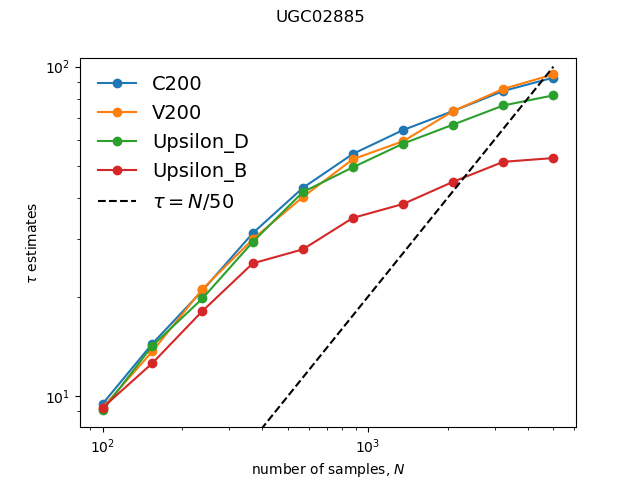 UGC02885
10²
C200
V200
Upsilon_D
Upsilon_B
τ = N/50
τ estimates
10¹
10²
10³
number of samples, N